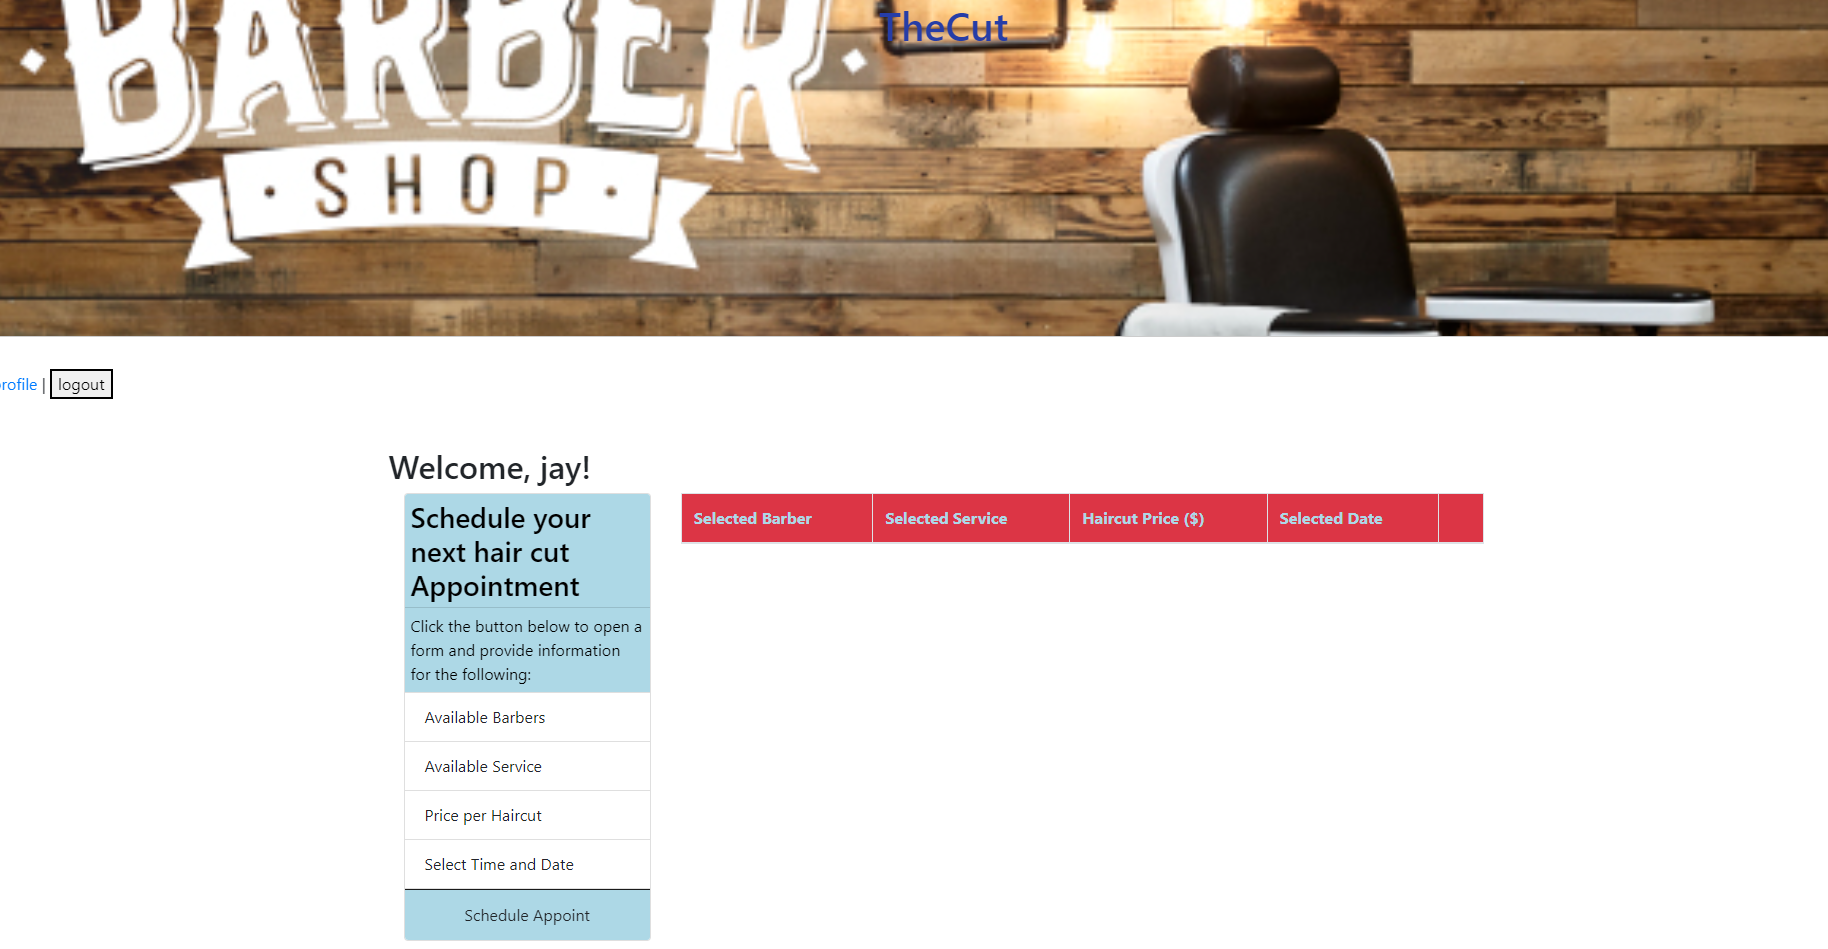 BARBER
TheCut
SHOP
rofile | logout
Welcome, jay!
Schedule your
next hair cut
Appointment
Click the button below to open a
form and provide information
for the following:
Available Barbers
Available Service
Price per Haircut
Select Time and Date
Schedule Appoint
Selected Barber
Selected Service
Haircut Price ($)
Selected Date